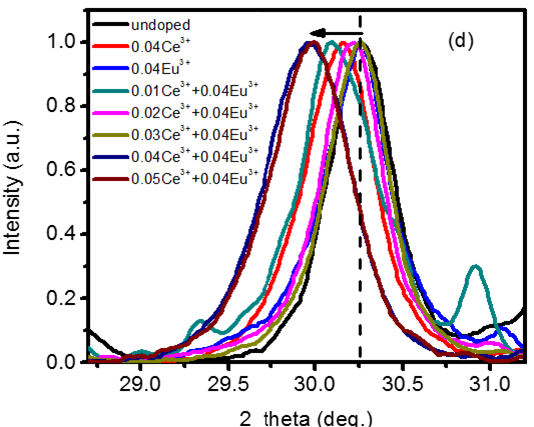 undoped
0.04Ce³⁺
0.04Eu³⁺
0.01Ce³⁺+0.04Eu³⁺
0.02Ce³⁺+0.04Eu³⁺
0.03Ce³⁺+0.04Eu³⁺
0.04Ce³⁺+0.04Eu³⁺
0.05Ce³⁺+0.04Eu³⁺
(d)
Intensity (a.u.)
1.0
0.8
0.6
0.4
0.2
0.0
29.0 29.5 30.0 30.5 31.0
2 theta (deg.)